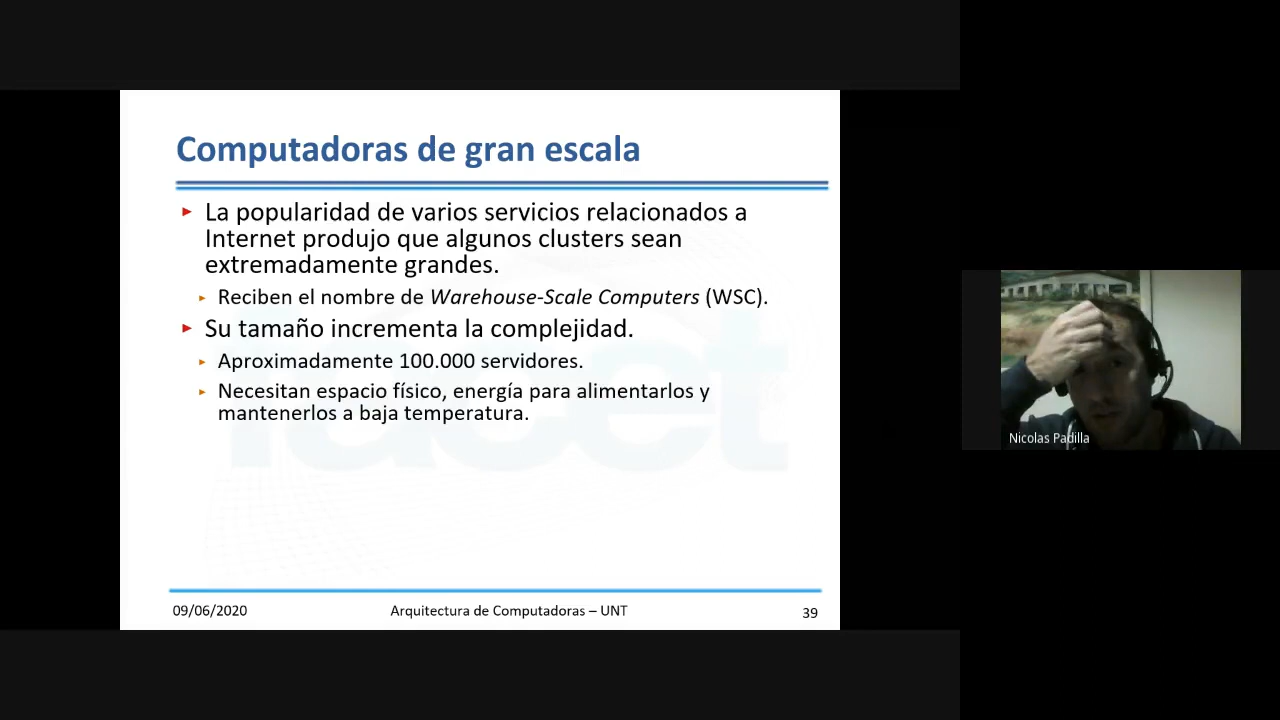 Computadoras de gran escala
La popularidad de varios servicios relacionados a
Internet produjo que algunos clusters sean
extremadamente grandes.
Reciben el nombre de Warehouse-Scale Computers (WSC).
Su tamaño incrementa la complejidad.
Aproximadamente 100.000 servidores.
Necesitan espacio físico, energía para alimentarlos y
mantenerlos a baja temperatura.
facet
09/06/2020
Arquitectura de Computadoras – UNT
39
Nicolas Padilla